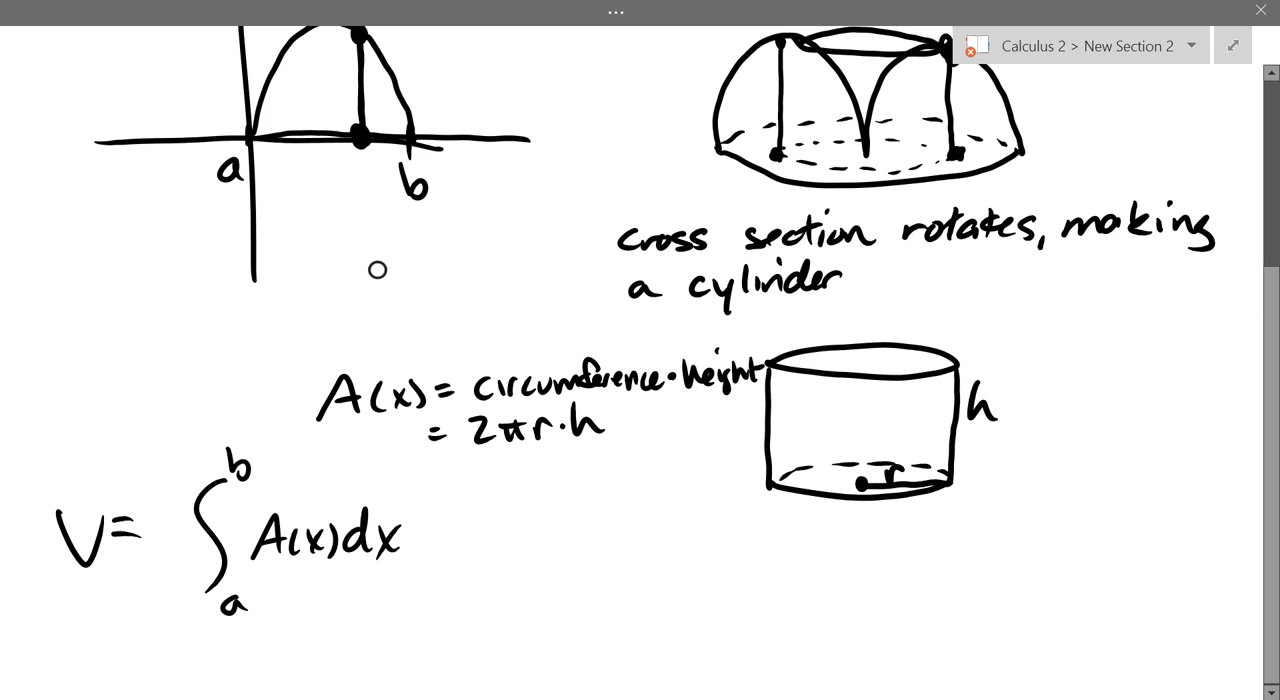 Calculus 2 > New Section 2
a
b
cross section rotates, making
a cylinder
A(x) = circumference · height
= 2πr · h
h
r
b
V = ∫ A(x)dx
a